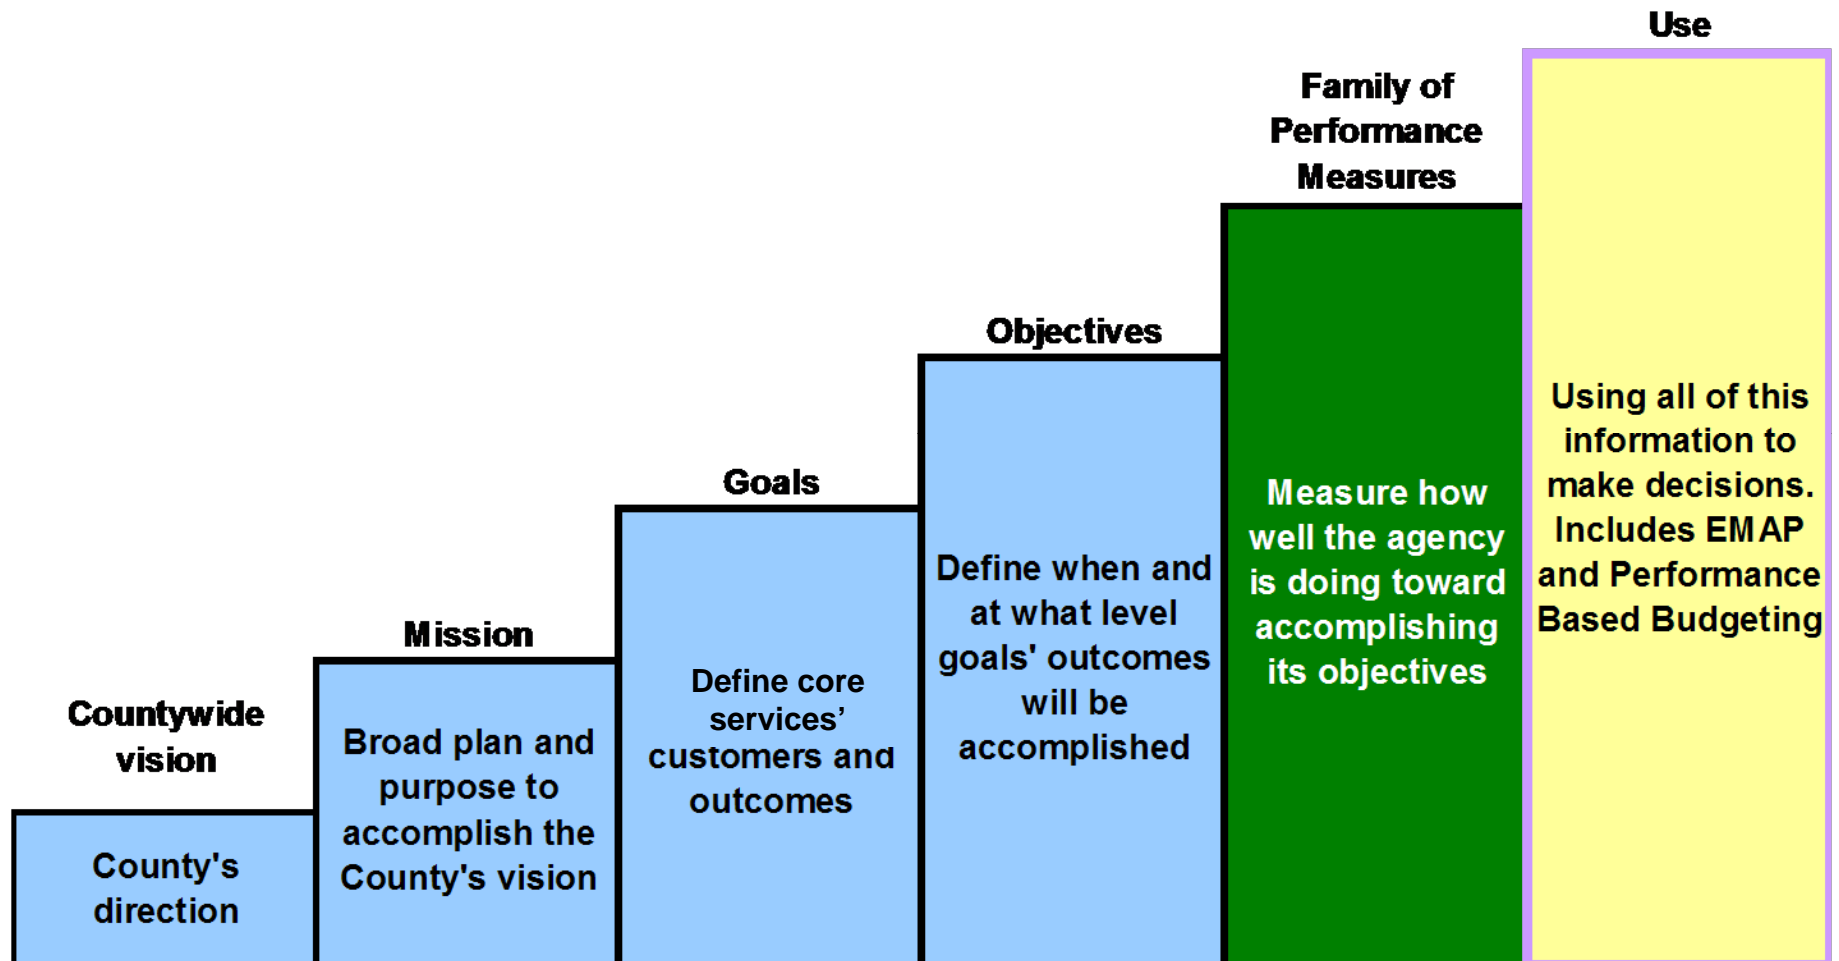 Countywide
vision
County's
direction
Mission
Broad plan and
purpose to
accomplish the
County's vision
Goals
Define core
services’
customers and
outcomes
Objectives
Define when and
at what level
goals' outcomes
will be
accomplished
Family of
Performance
Measures
Measure how
well the agency
is doing toward
accomplishing
its objectives
Use
Using all of this
information to
make decisions.
Includes EMAP
and Performance
Based Budgeting